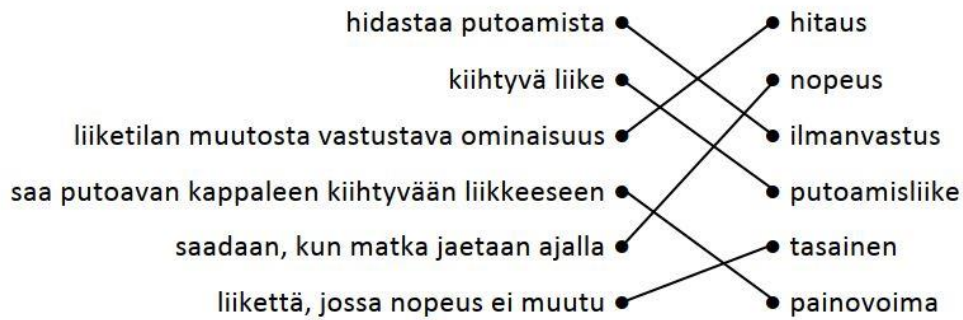 hidastaa putoamista hitaus
kiihtyvä liike nopeus
liiketilan muutosta vastustava ominaisuus ilmanvastus
saa putoavan kappaleen kiihtyvään liikkeeseen putoamisliike
saadaan, kun matka jaetaan ajalla tasainen
liikettä, jossa nopeus ei muutu painovoima